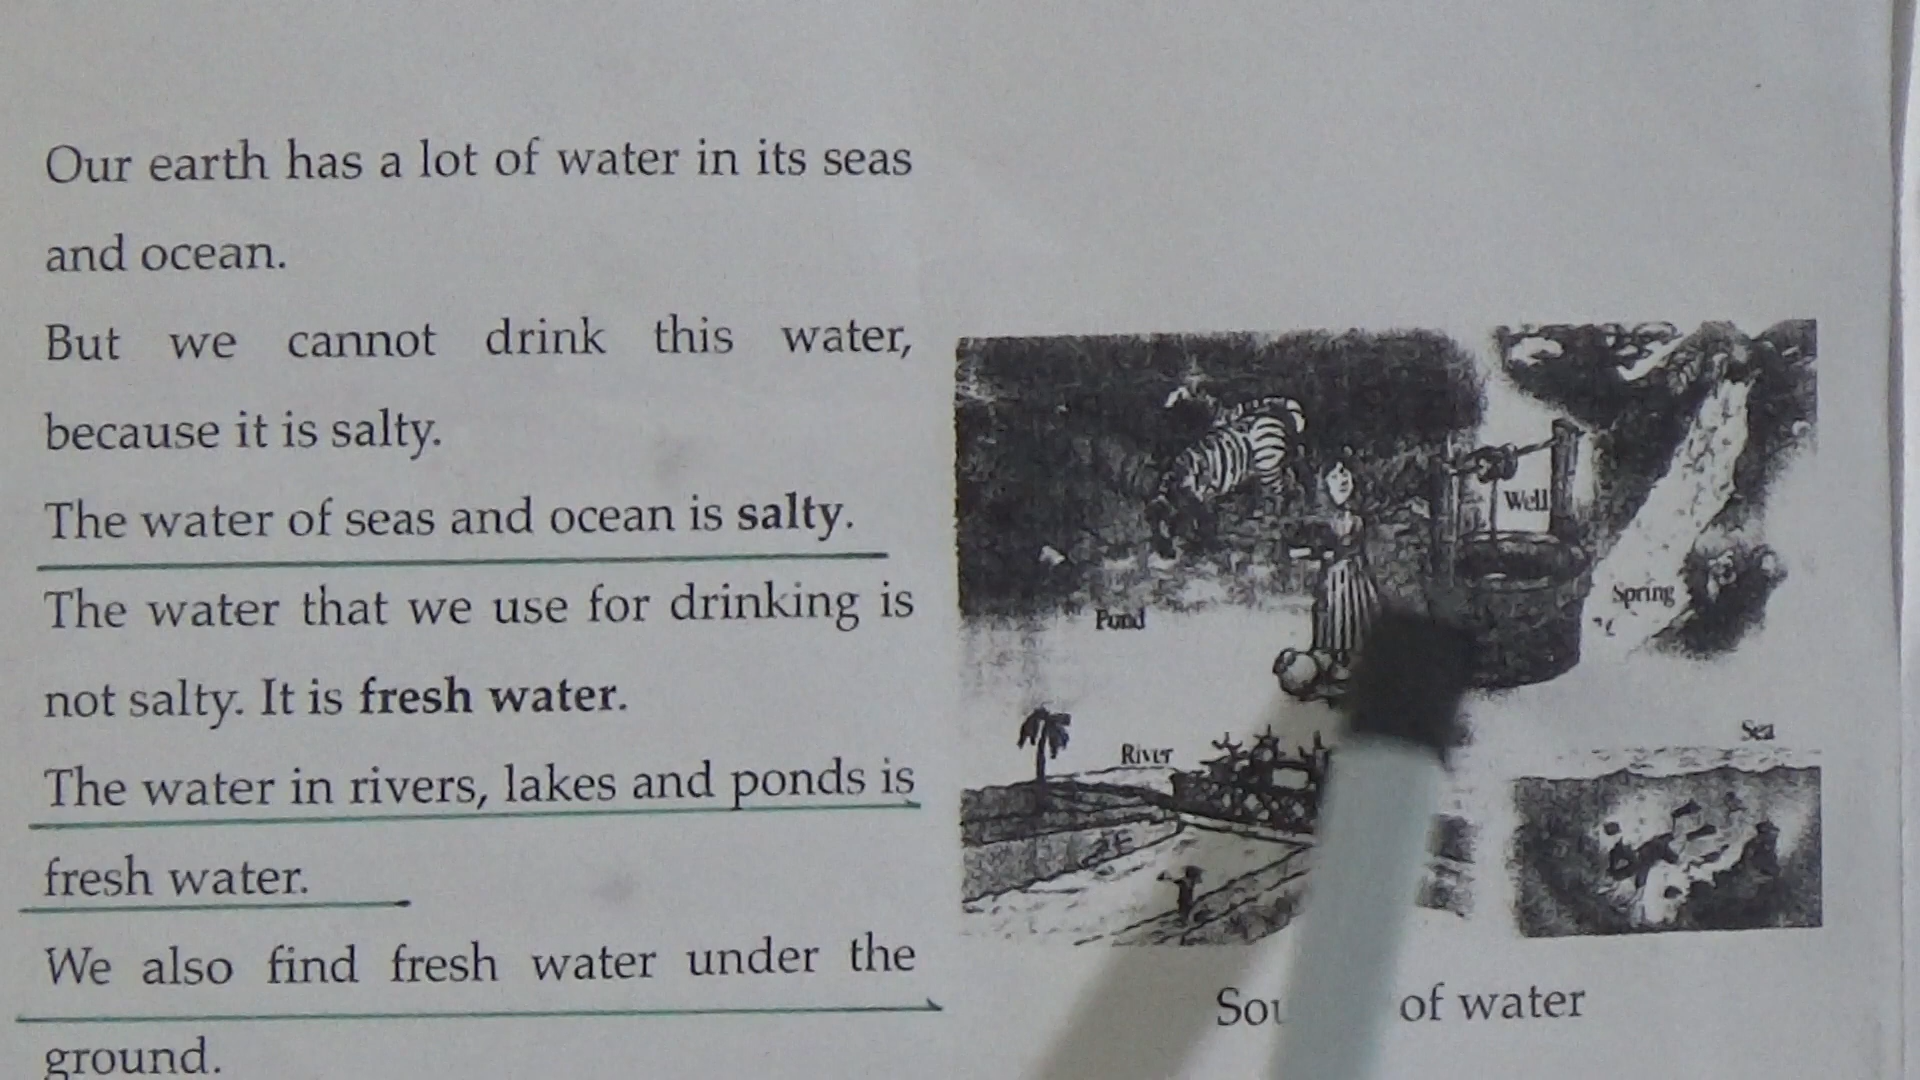 Our earth has a lot of water in its seas
and ocean.
But we cannot drink this water,
because it is salty.
The water of seas and ocean is salty.
The water that we use for drinking is
not salty. It is fresh water.
The water in rivers, lakes and ponds is
fresh water.
We also find fresh water under the
ground.
Well
Spring
Pond
River
Sea
of water